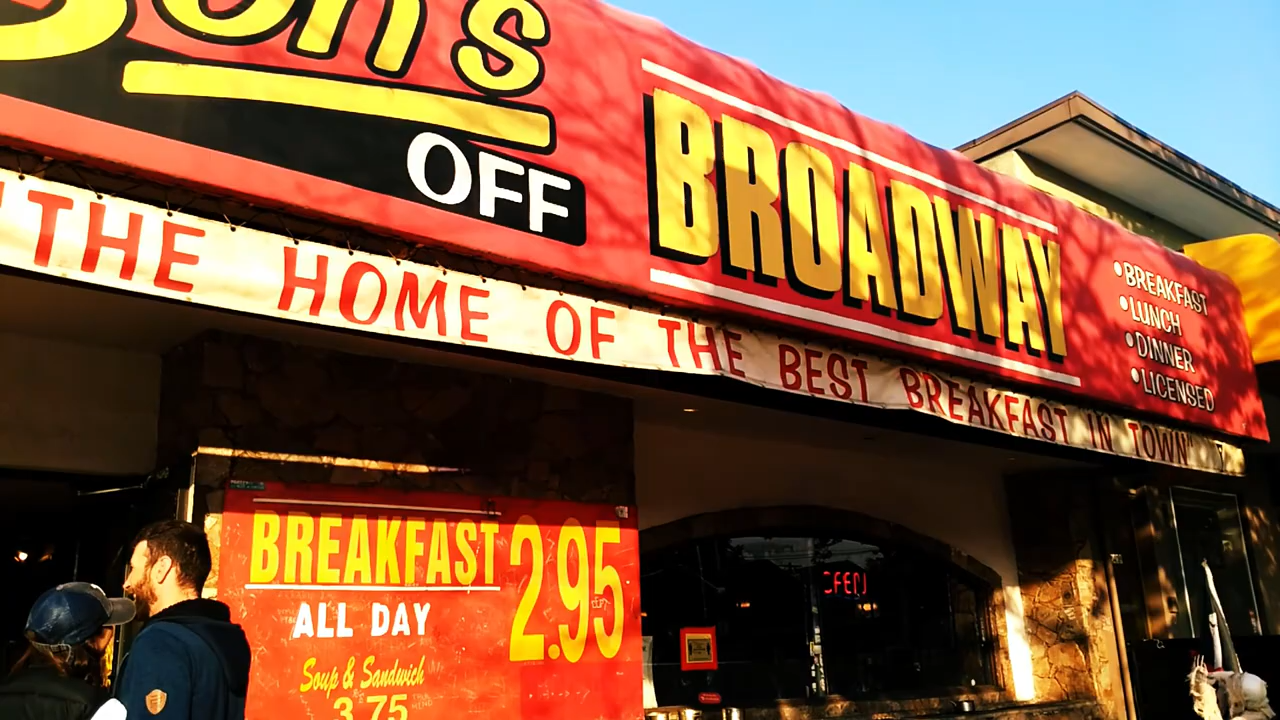 Bon's
OFF
BROADWAY
•BREAKFAST
•LUNCH
•DINNER
•LICENSED
"THE HOME OF THE BEST BREAKFAST IN TOWN"
BREAKFAST 2.95
ALL DAY
Soup & Sandwich
3.75
OPEN